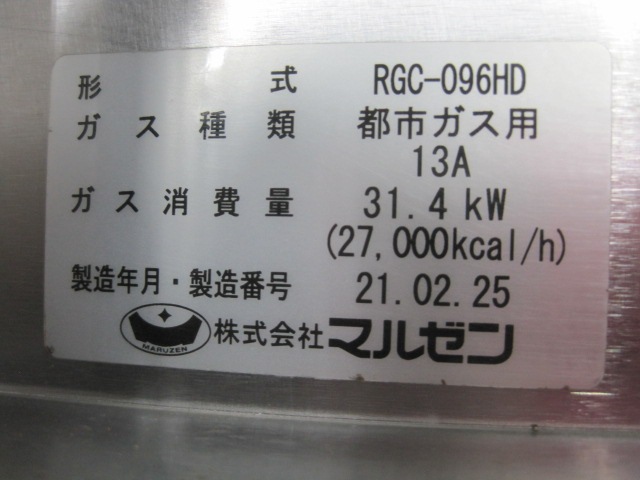 形式 RGC-096HD
ガス種類 都市ガス用
13A
ガス消費量 31.4 kW
(27,000kcal/h)
製造年月・製造番号 21.02.25
MARUZEN 株式会社 マルゼン